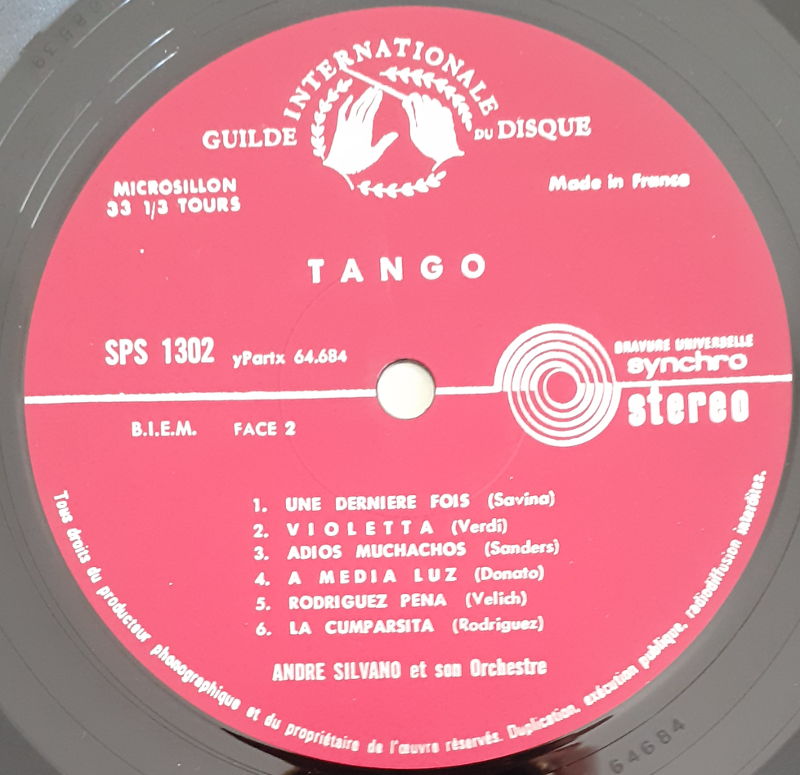 GUILDE INTERNATIONALE DU DISQUE
MICROSILLON
33 1/3 TOURS
Made in France
TANGO
SPS 1302 yPartx 64.684
GRAVURE UNIVERSELLE
synchro
stereo
B.I.E.M. FACE 2
1. UNE DERNIERE FOIS (Savina)
2. VIOLETTA (Verdi)
3. ADIOS MUCHACHOS (Sanders)
4. A MEDIA LUZ (Donato)
5. RODRIGUEZ PENA (Velich)
6. LA CUMPARSITA (Rodriguez)
ANDRE SILVANO et son Orchestre
Tous droits du producteur phonographique et du propriétaire de l'œuvre réservés. Duplication, exécution publique, radiodiffusion interdites.
64684